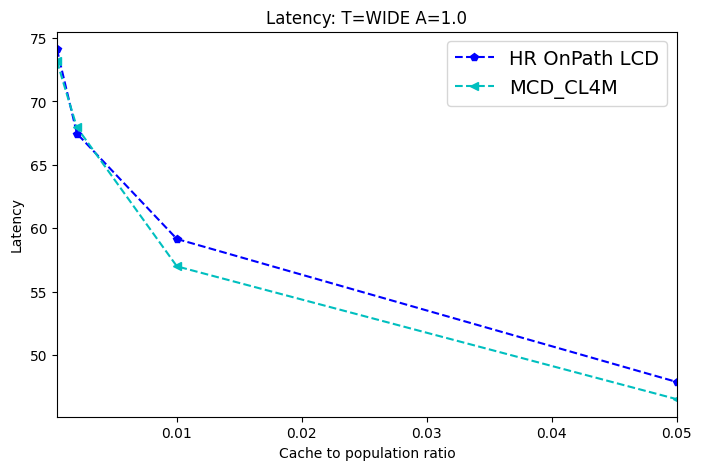 Latency: T=WIDE A=1.0
HR OnPath LCD
MCD_CL4M
Latency
75
70
65
60
55
50
0.01 0.02 0.03 0.04 0.05
Cache to population ratio